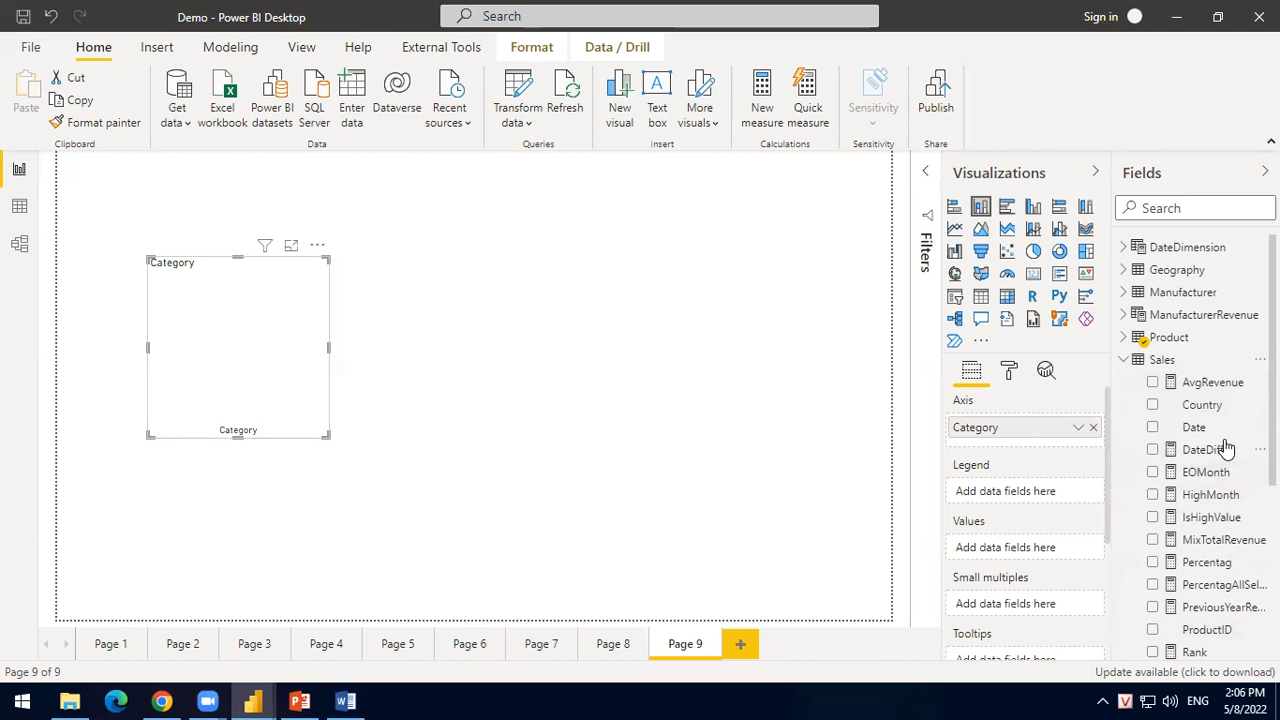 Demo - Power BI Desktop
Search
Sign in
File
Home
Insert
Modeling
View
Help
External Tools
Format
Data / Drill
Paste
Cut
Copy
Format painter
Clipboard
Get data
Excel workbook
Power BI datasets
SQL Server
Enter data
Dataverse
Recent sources
Data
Transform data
Refresh
Queries
New visual
A
Text box
More visuals
Insert
New measure
Quick measure
Calculations
Sensitivity
Sensitivity
Publish
Share
Category
Category
Filters
Visualizations
R
Py
Axis
Category
Legend
Add data fields here
Values
Add data fields here
Small multiples
Add data fields here
Tooltips
Add data fields here
Fields
Search
DateDimension
Geography
Manufacturer
ManufacturerRevenue
Product
Sales
AvgRevenue
Country
Date
EOMonth
HighMonth
IsHighValue
MixTotalRevenue
Percentag
PercentagAllSel...
PreviousYearRe...
ProductID
Rank
Page 1
Page 2
Page 3
Page 4
Page 5
Page 6
Page 7
Page 8
Page 9
Page 9 of 9
Update available (click to download)
ENG
2:06 PM
5/8/2022